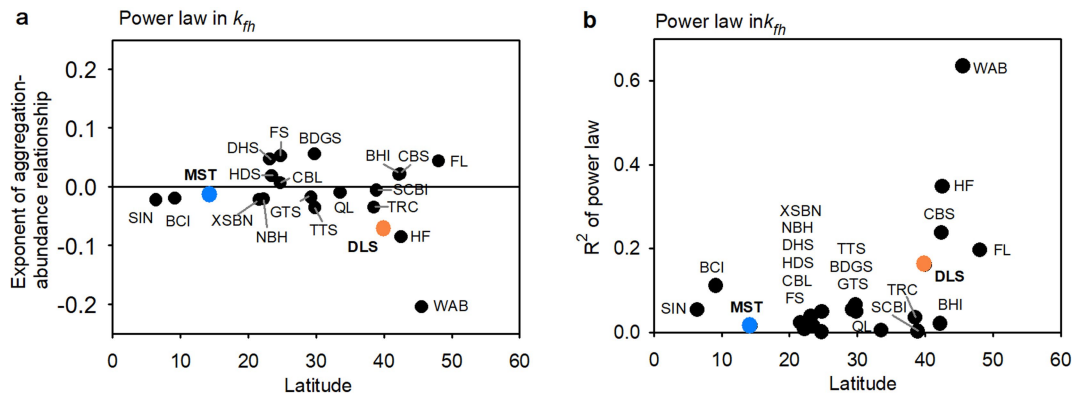 a
Power law in k_fh
Exponent of aggregation-
abundance relationship
0.2
0.1
0.0
-0.1
-0.2
FS
BDGS
DHS
BHI CBS
FL
MST
HDS
CBL
SCBI
SIN
BCI
XSBN
GTS
QL
TRC
NBH
TTS
DLS
HF
WAB
0 10 20 30 40 50 60
Latitude
b
Power law in k_fh
R² of power law
0.6
0.4
0.2
0.0
WAB
HF
XSBN
NBH
DHS
HDS
CBL
FS
TTS
BDGS
GTS
CBS
FL
DLS
BCI
SIN
MST
TRC
SCBI
QL
BHI
0 10 20 30 40 50 60
Latitude